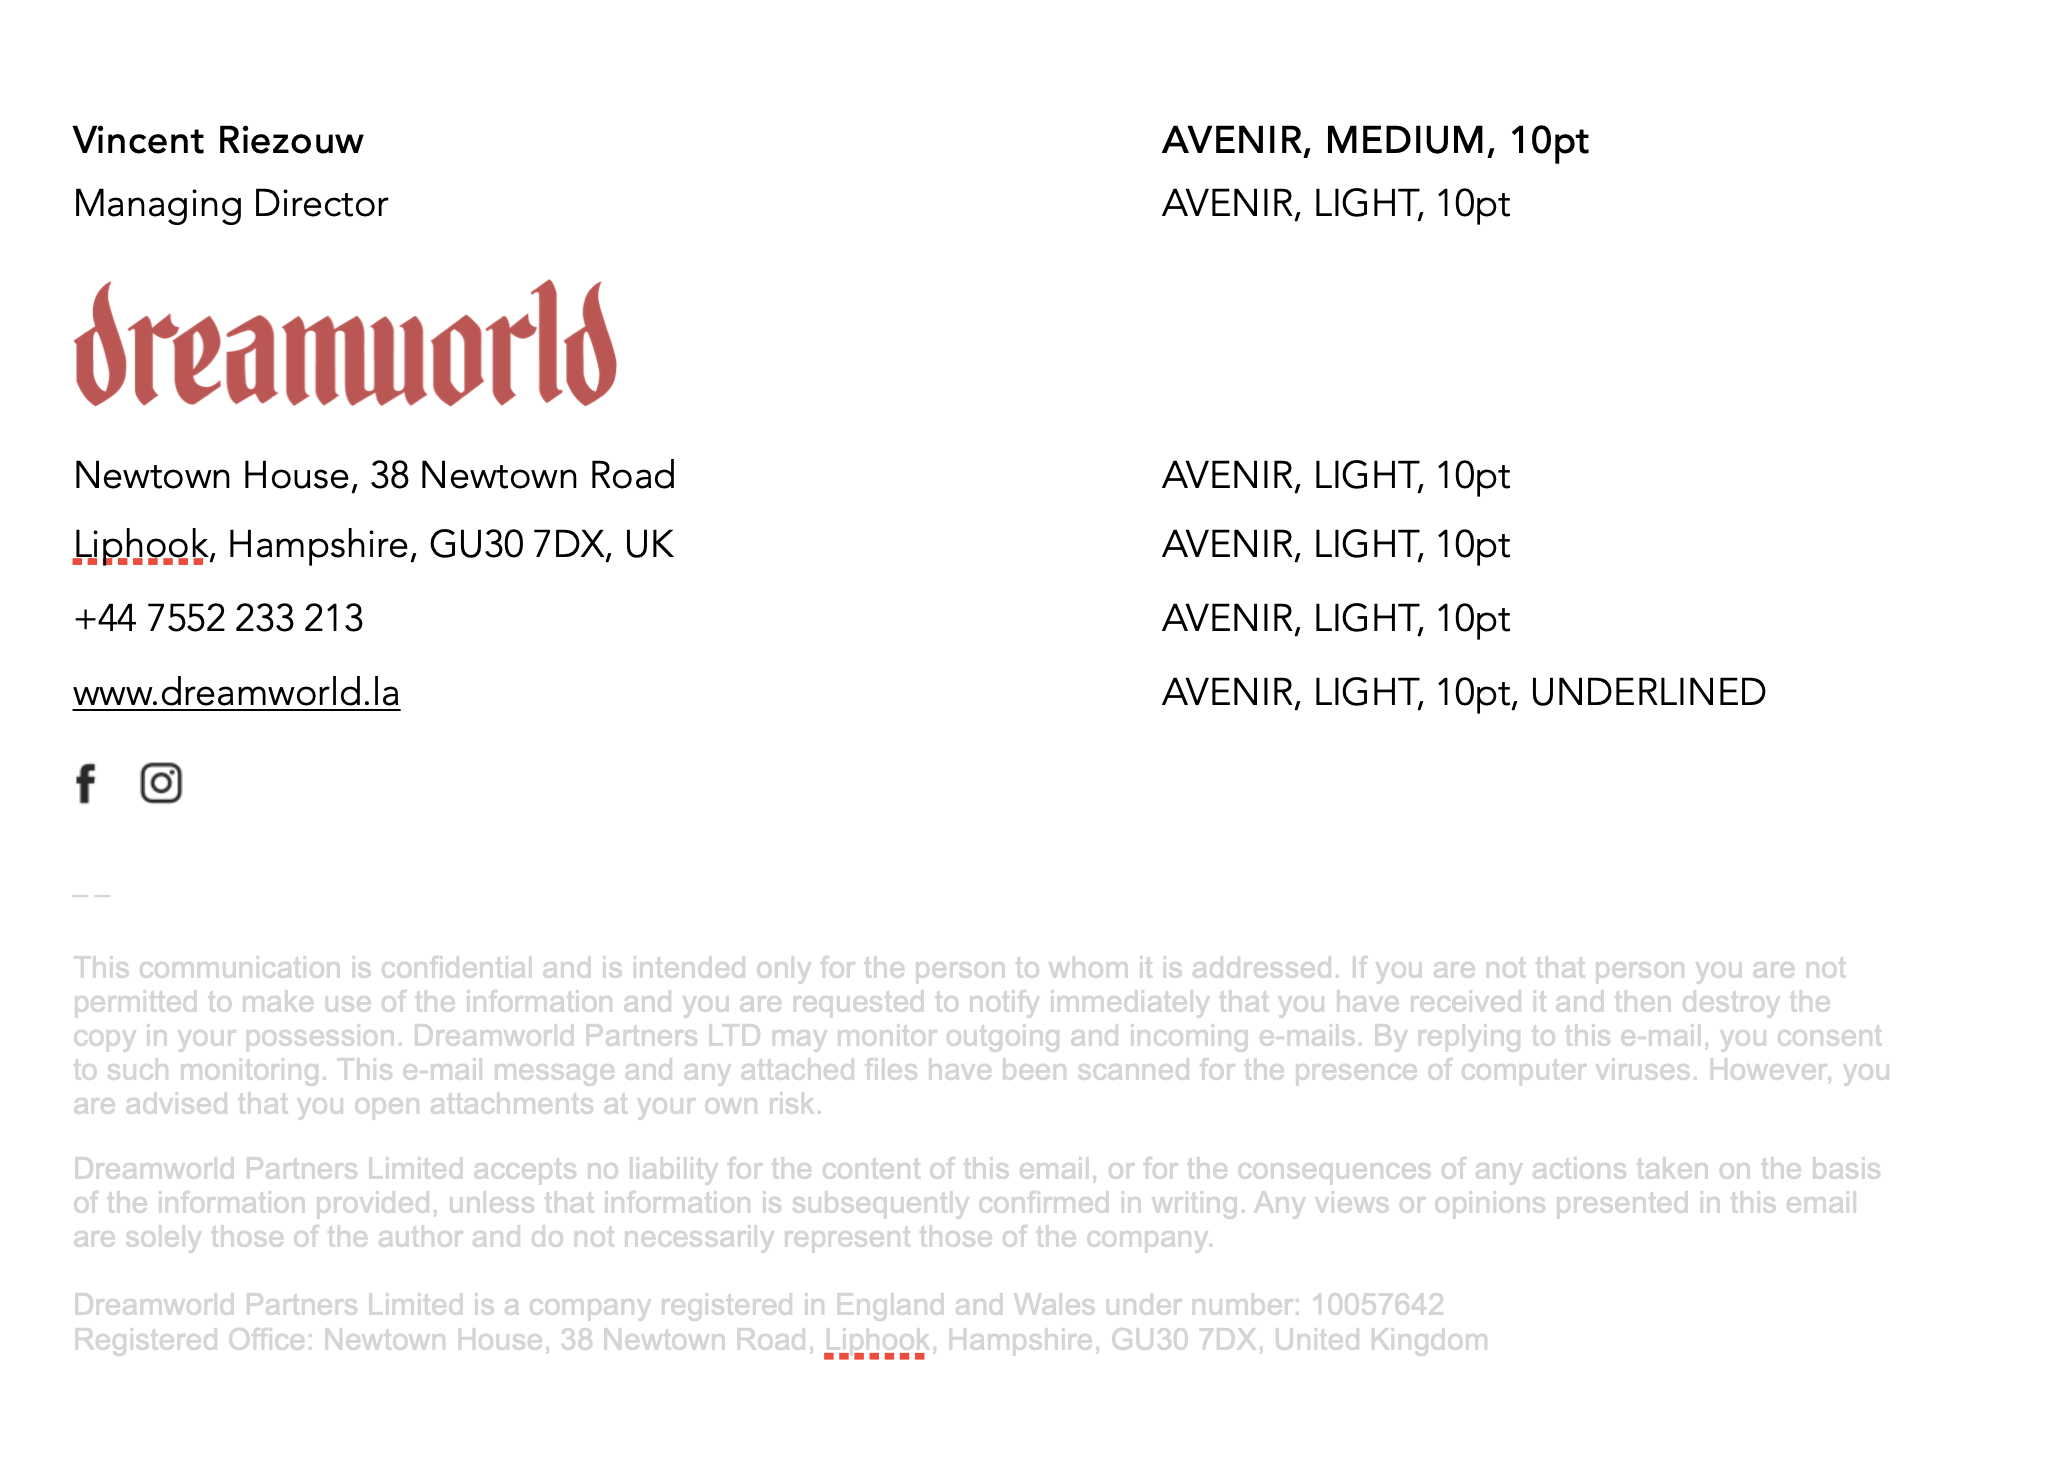 Vincent Riezouw AVENIR, MEDIUM, 10pt
Managing Director AVENIR, LIGHT, 10pt
dreamworld
Newtown House, 38 Newtown Road AVENIR, LIGHT, 10pt
Liphook, Hampshire, GU30 7DX, UK AVENIR, LIGHT, 10pt
+44 7552 233 213 AVENIR, LIGHT, 10pt
www.dreamworld.la AVENIR, LIGHT, 10pt, UNDERLINED
f
_ _
This communication is confidential and is intended only for the person to whom it is addressed. If you are not that person you are not
permitted to make use of the information and you are requested to notify immediately that you have received it and then destroy the
copy in your possession. Dreamworld Partners LTD may monitor outgoing and incoming e-mails. By replying to this e-mail, you consent
to such monitoring. This e-mail message and any attached files have been scanned for the presence of computer viruses. However, you
are advised that you open attachments at your own risk.
Dreamworld Partners Limited accepts no liability for the content of this email, or for the consequences of any actions taken on the basis
of the information provided, unless that information is subsequently confirmed in writing. Any views or opinions presented in this email
are solely those of the author and do not necessarily represent those of the company.
Dreamworld Partners Limited is a company registered in England and Wales under number: 10057642
Registered Office: Newtown House, 38 Newtown Road, Liphook, Hampshire, GU30 7DX, United Kingdom